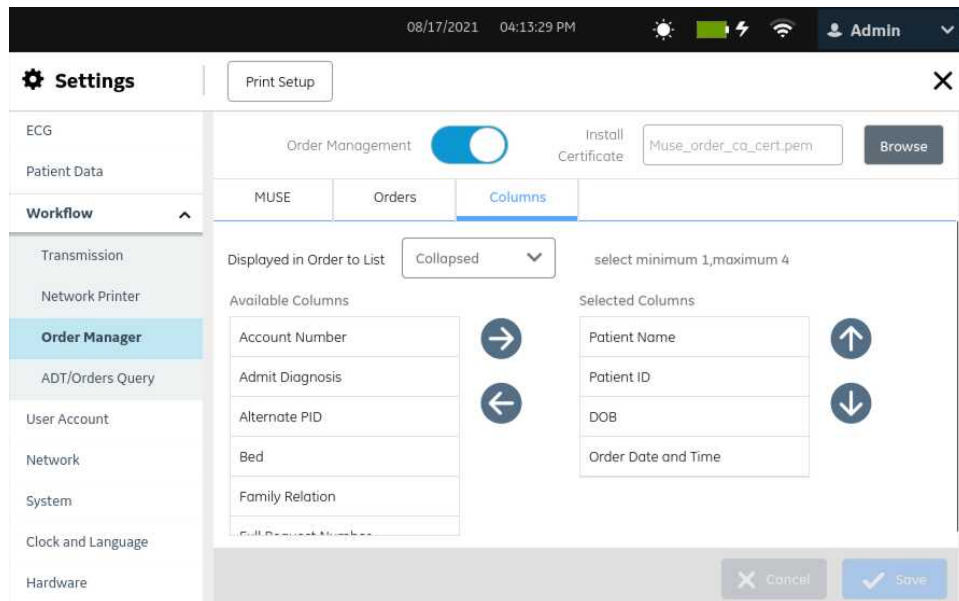 08/17/2021 04:13:29 PM Admin
Settings Print Setup
ECG
Patient Data
Workflow
Transmission
Network Printer
Order Manager
ADT/Orders Query
User Account
Network
System
Clock and Language
Hardware
Order Management
Install
Certificate
Muse_order_ca_cert.pem
Browse
MUSE Orders Columns
Displayed in Order to List Collapsed select minimum 1,maximum 4
Available Columns
Account Number
Admit Diagnosis
Alternate PID
Bed
Family Relation
Full Request Number
Selected Columns
Patient Name
Patient ID
DOB
Order Date and Time
Cancel Save